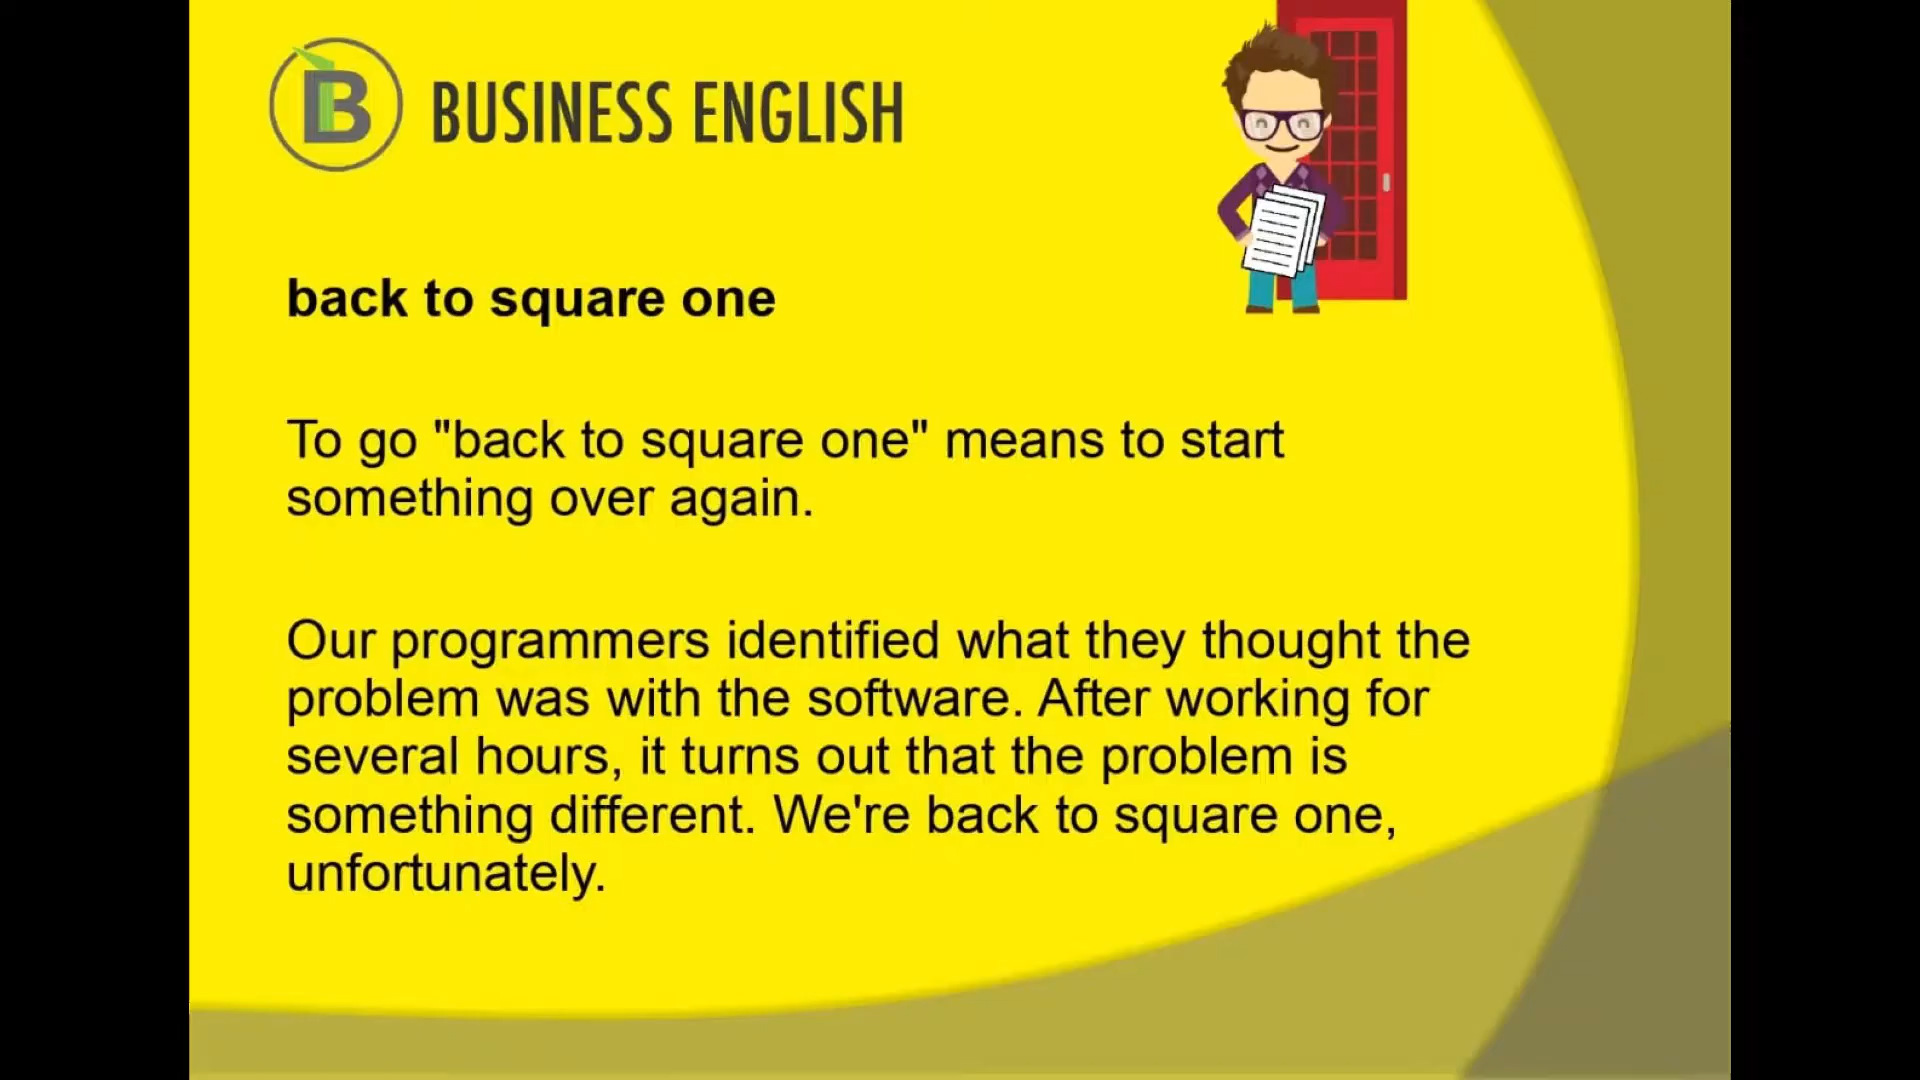 B BUSINESS ENGLISH
back to square one
To go "back to square one" means to start
something over again.
Our programmers identified what they thought the
problem was with the software. After working for
several hours, it turns out that the problem is
something different. We're back to square one,
unfortunately.